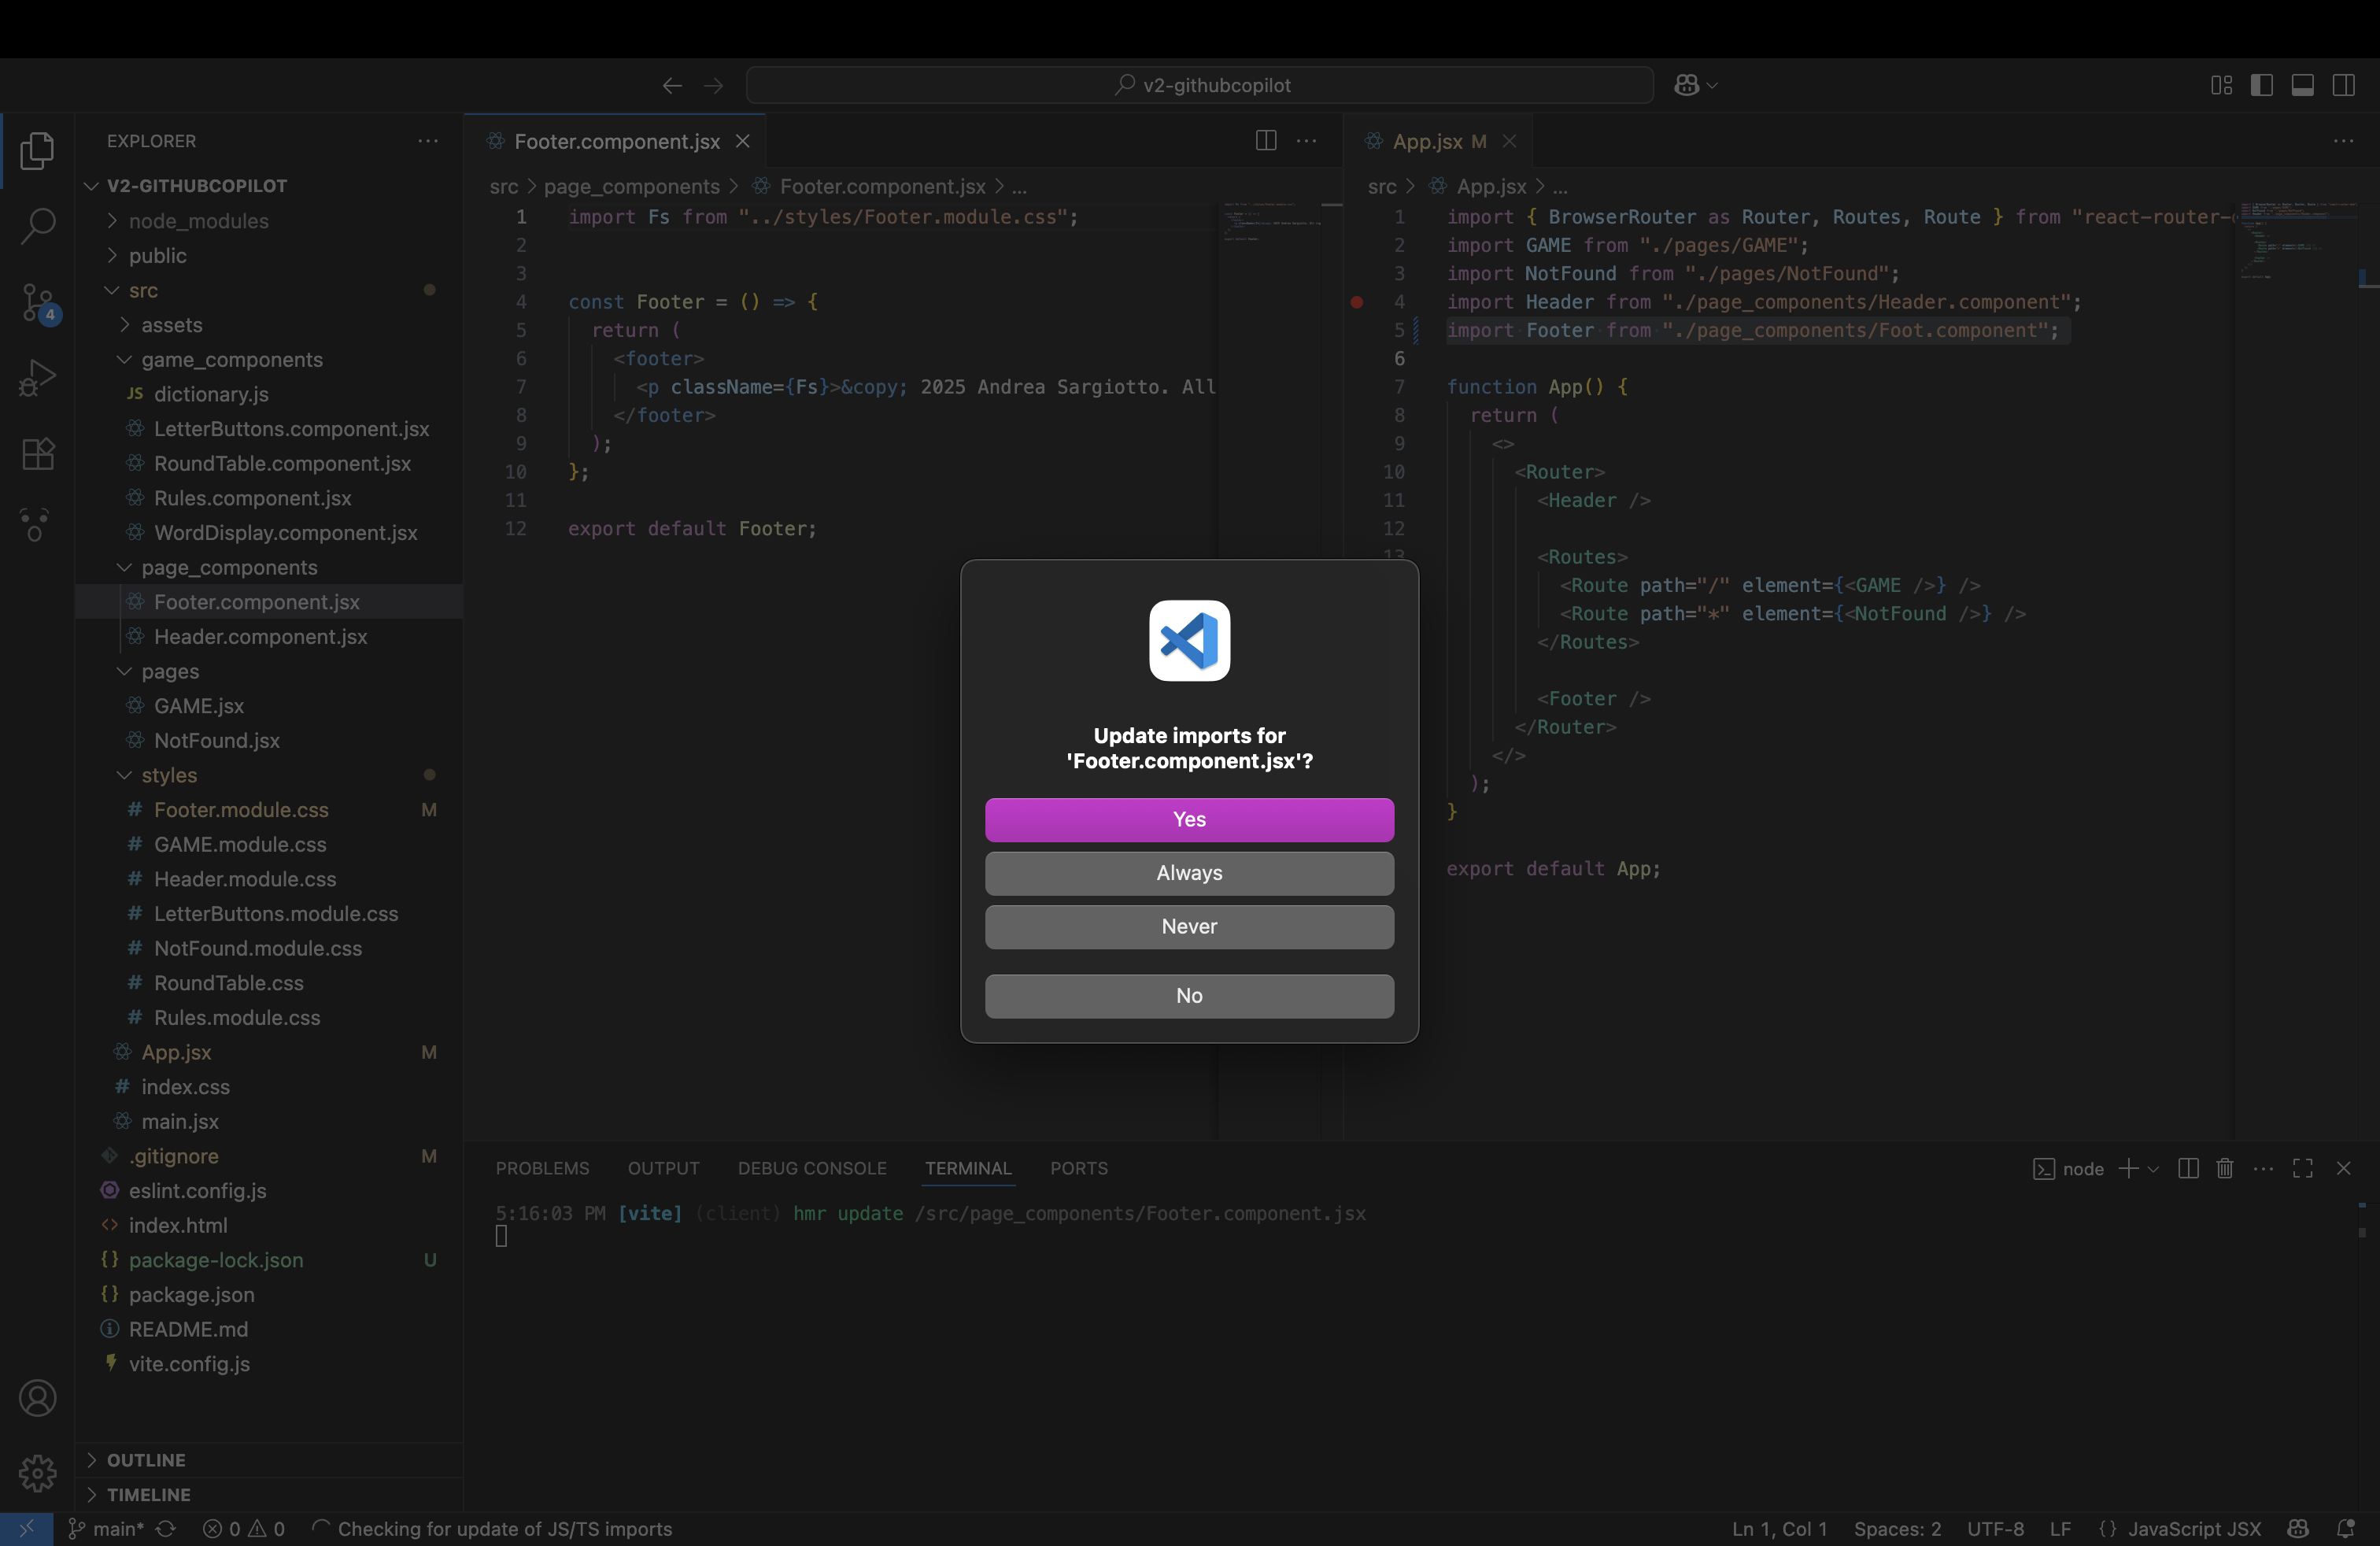 v2-githubcopilot
EXPLORER
V2-GITHUBCOPILOT
node_modules
public
src
assets
game_components
JS dictionary.js
LetterButtons.component.jsx
RoundTable.component.jsx
Rules.component.jsx
WordDisplay.component.jsx
page_components
Footer.component.jsx
Header.component.jsx
pages
GAME.jsx
NotFound.jsx
styles
# Footer.module.css M
# GAME.module.css
# Header.module.css
# LetterButtons.module.css
# NotFound.module.css
# RoundTable.css
# Rules.module.css
App.jsx M
# index.css
main.jsx
.gitignore M
eslint.config.js
<> index.html
{} package-lock.json U
{} package.json
README.md
vite.config.js
OUTLINE
TIMELINE
4
Footer.component.jsx
src > page_components > Footer.component.jsx > ...
1 import Fs from "../styles/Footer.module.css";
2
3
4 const Footer = () => {
5 return (
6 <footer>
7 <p className={Fs}>&copy; 2025 Andrea Sargiotto. All
8 </footer>
9 );
10 };
11
12 export default Footer;
App.jsx M
src > App.jsx > ...
1 import { BrowserRouter as Router, Routes, Route } from "react-router-
2 import GAME from "./pages/GAME";
3 import NotFound from "./pages/NotFound";
4 import Header from "./page_components/Header.component";
5 import Footer from "./page_components/Foot.component";
6
7 function App() {
8 return (
9 <>
10 <Router>
11 <Header />
12
13 <Routes>
<Route path="/" element={<GAME />} />
<Route path="*" element={<NotFound />} />
</Routes>
<Footer />
</Router>
</>
);
}
export default App;
Update imports for
'Footer.component.jsx'?
Yes
Always
Never
No
PROBLEMS OUTPUT DEBUG CONSOLE TERMINAL PORTS
node
5:16:03 PM [vite] (client) hmr update /src/page_components/Footer.component.jsx
main* 0 0 Checking for update of JS/TS imports
Ln 1, Col 1 Spaces: 2 UTF-8 LF {} JavaScript JSX